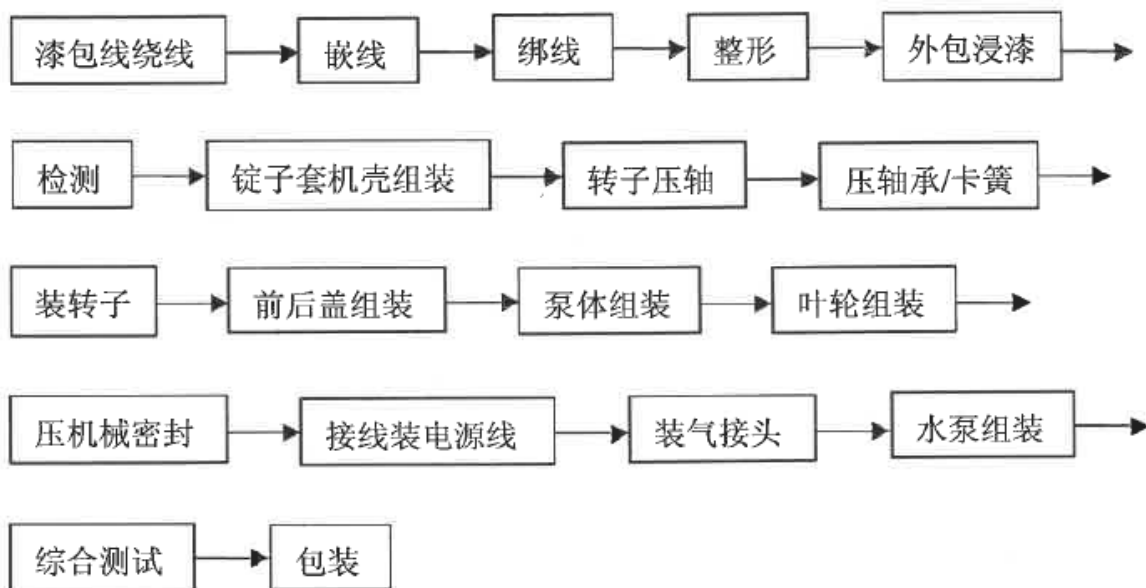 漆包线绕线 嵌线 绑线 整形 外包浸漆
检测 锭子套机壳组装 转子压轴 压轴承/卡簧
装转子 前后盖组装 泵体组装 叶轮组装
压机械密封 接线装电源线 装气接头 水泵组装
综合测试 包装